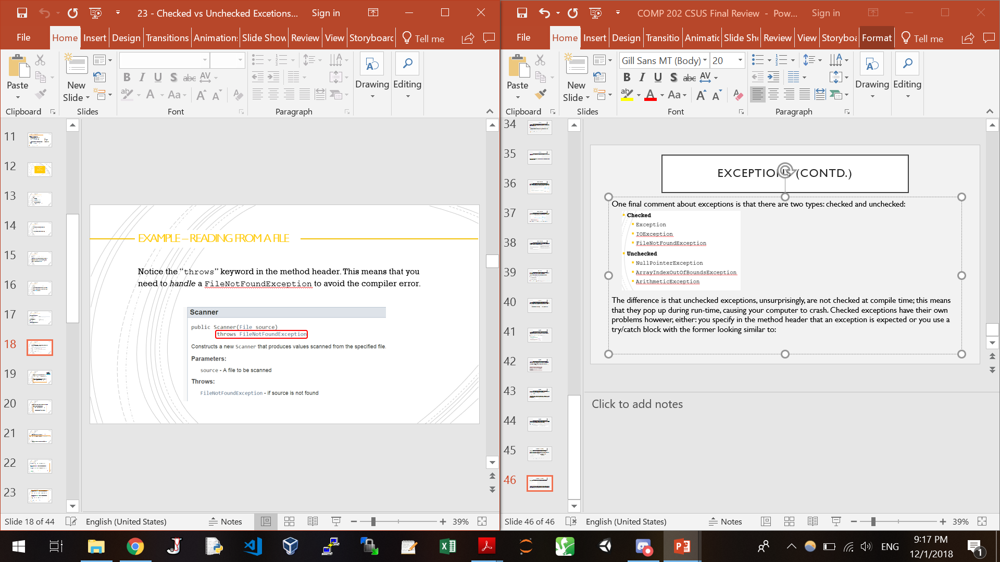 23 - Checked vs Unchecked Excetions...
Sign in
File
Home
Insert
Design
Transitions
Animation
Slide Show
Review
View
Storyboard
Tell me
Paste
New
Slide
Drawing
Editing
Clipboard
Slides
Font
Paragraph
11
12
13
14
15
16
17
18
19
20
21
22
23
EXAMPLE – READING FROM A FILE
Notice the “throws” keyword in the method header. This means that you
need to handle a FileNotFoundException to avoid the compiler error.
Scanner
public Scanner(File source)
throws FileNotFoundException
Constructs a new Scanner that produces values scanned from the specified file.
Parameters:
source - A file to be scanned
Throws:
FileNotFoundException - if source is not found
Slide 18 of 44
English (United States)
Notes
39%
COMP 202 CSUS Final Review - Pow...
Sign in
File
Home
Insert
Design
Transitio
Animatic
Slide Sh
Review
View
Storyboa
Format
Tell me
Paste
New
Slide
Gill Sans MT (Body)
20
Drawing
Editing
Clipboard
Slides
Font
Paragraph
34
35
36
37
38
39
40
41
42
43
44
45
46
EXCEPTIONS (CONTD.)
One final comment about exceptions is that there are two types: checked and unchecked:
Checked
Exception
IOException
FileNotFoundException
Unchecked
NullPointerException
ArrayIndexOutOfBoundsException
ArithmeticException
The difference is that unchecked exceptions, unsurprisingly, are not checked at compile time; this means
that they pop up during run-time, causing your computer to crash. Checked exceptions have their own
problems however, either: you specify in the method header that an exception is expected or you use a
try/catch block with the former looking similar to:
Click to add notes
Slide 46 of 46
English (United States)
Notes
39%
ENG
9:17 PM
12/1/2018
1